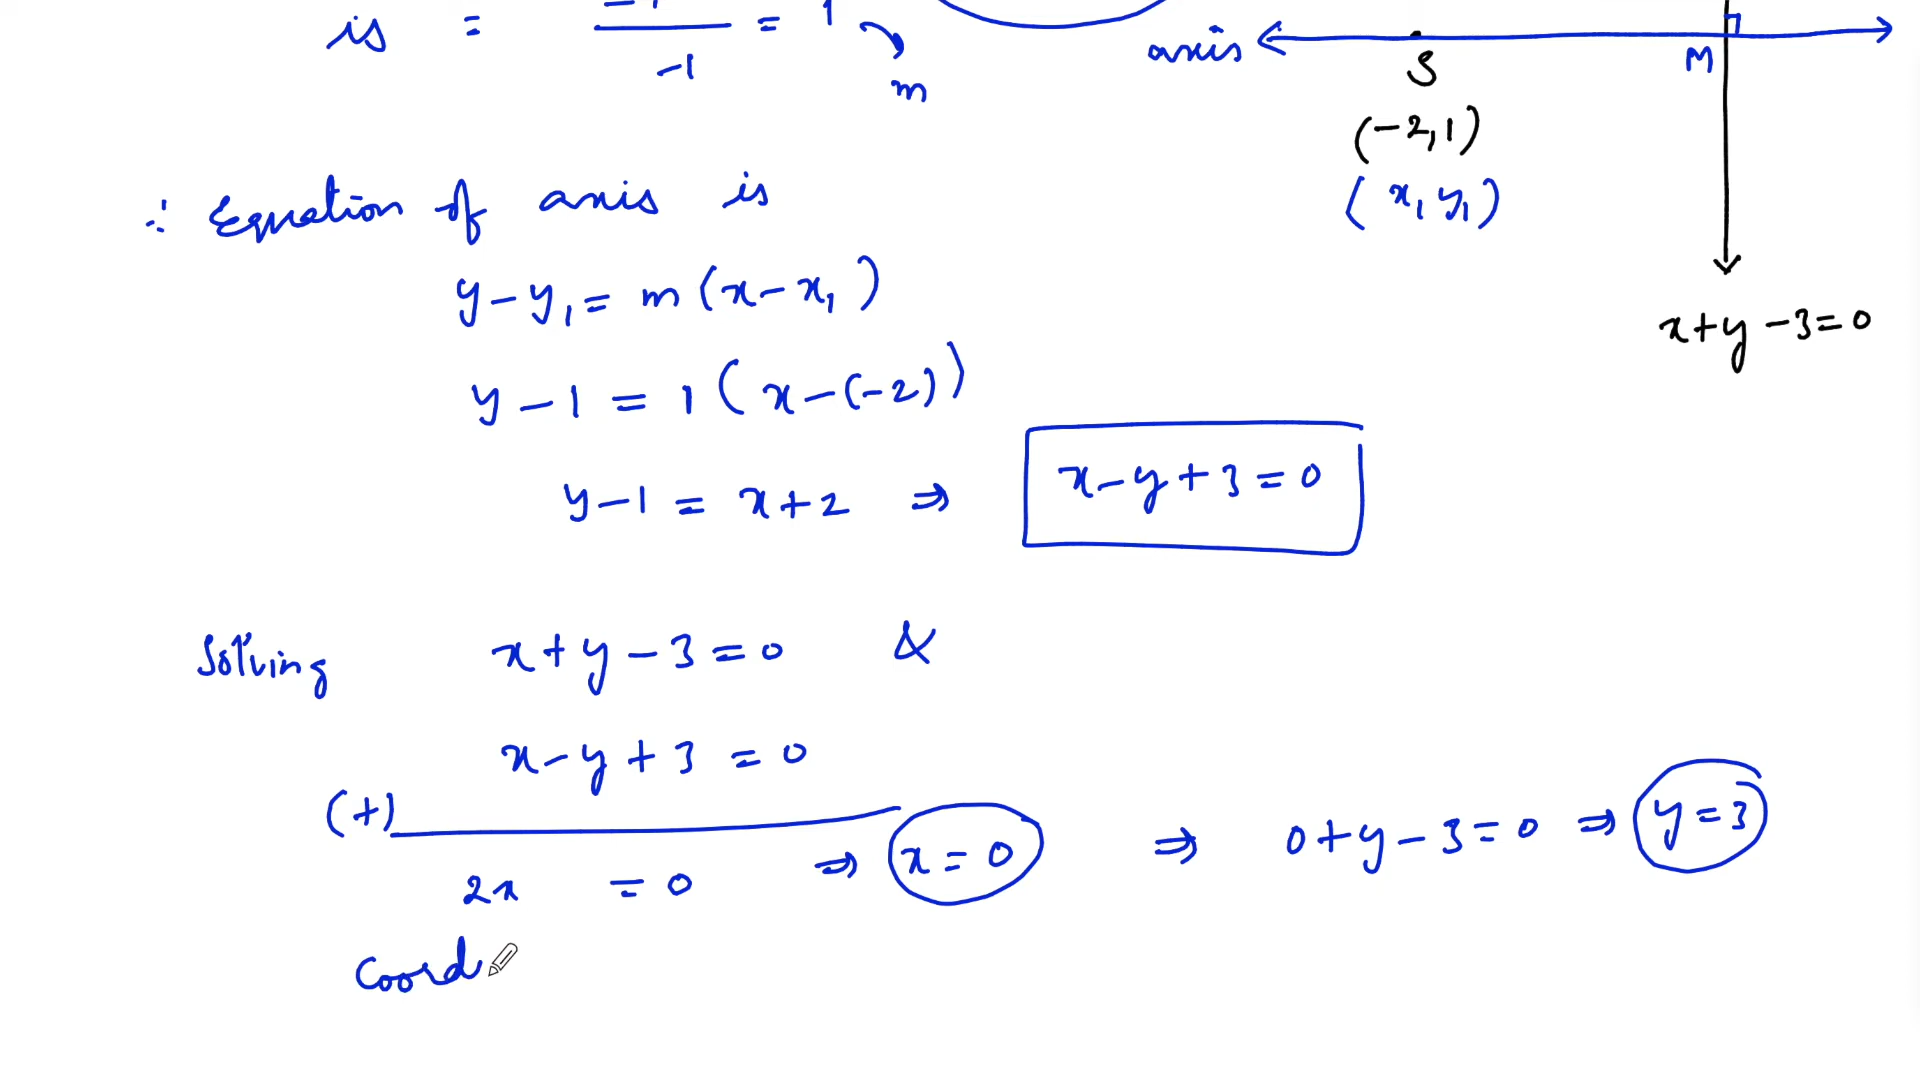 is = -1/-1 = 1
m
axis
S
M
(-2,1)
(x₁ y₁)
x+y-3=0
∴ Equation of axis is
y-y₁ = m(x-x₁)
y-1 = 1(x-(-2))
y-1 = x+2 ⇒ x-y+3=0
Solving x+y-3=0 &
x-y+3=0
(+)
2x = 0 ⇒ x=0 ⇒ 0+y-3=0 ⇒ y=3
Coord